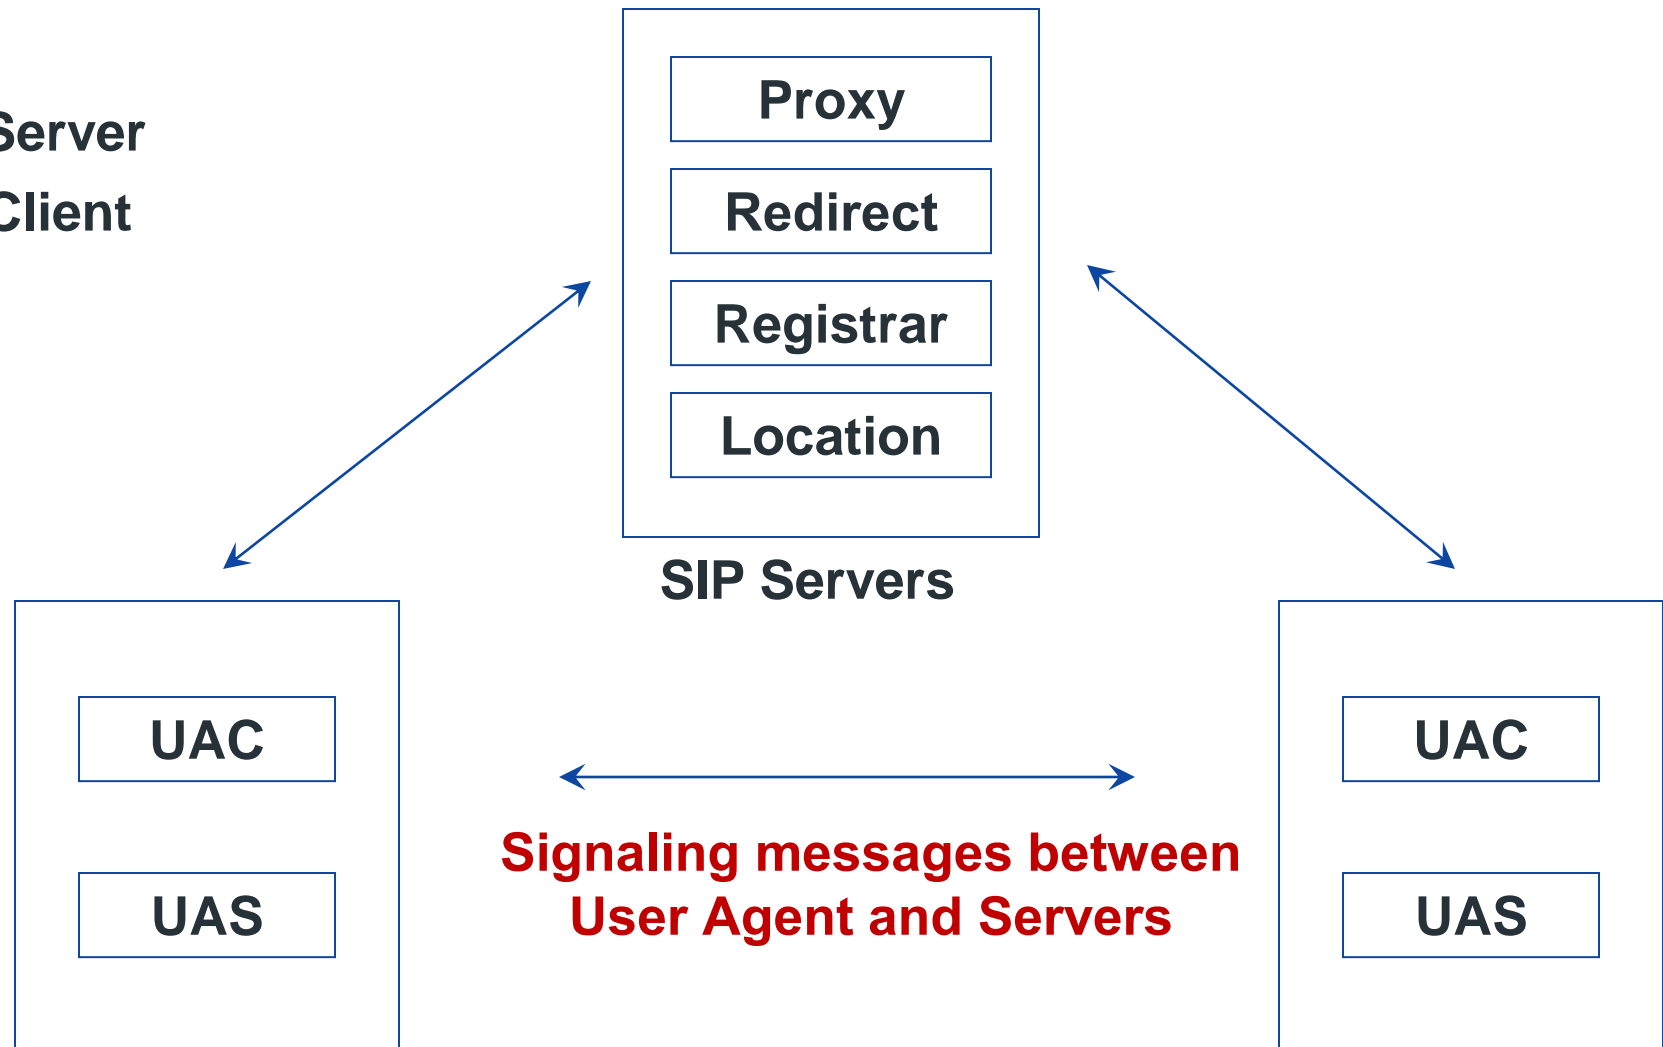 Server
Client
Proxy
Redirect
Registrar
Location
SIP Servers
UAC
UAS
Signaling messages between
User Agent and Servers
UAC
UAS